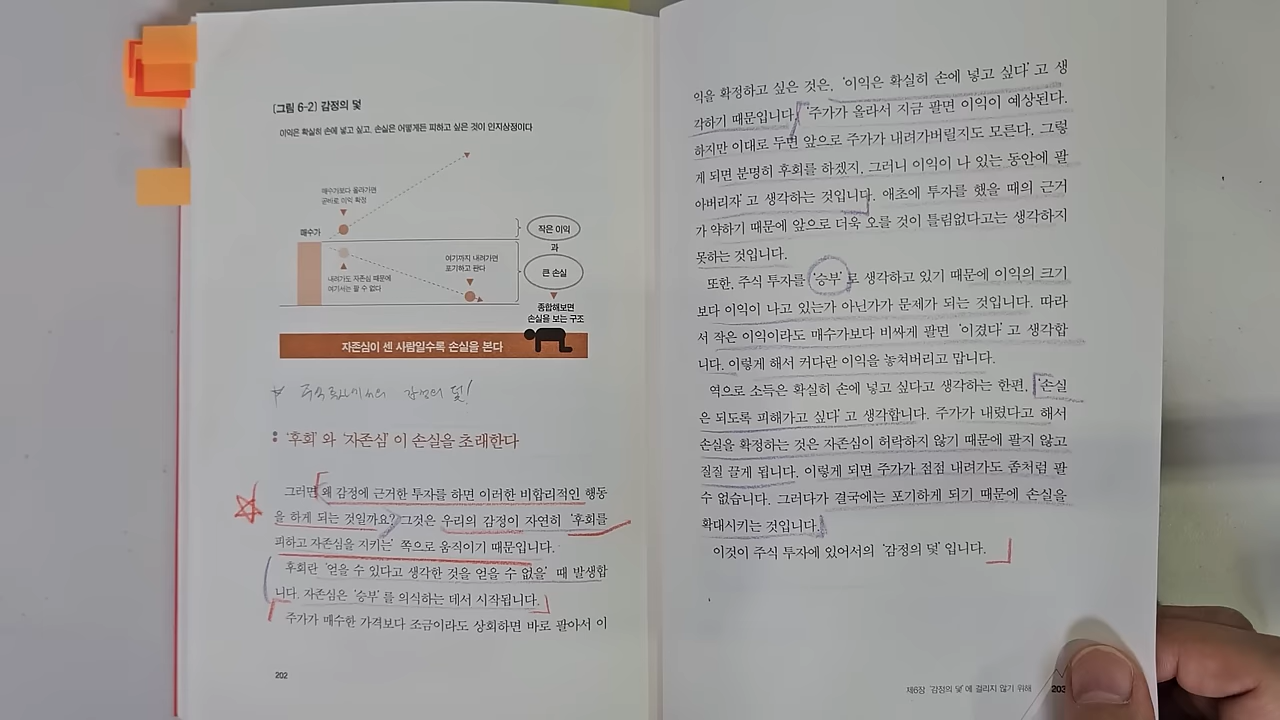 [그림 6-2] 감정의 덫
이익은 확실히 손에 넣고 싶고, 손실은 어떻게든 피하고 싶은 것이 인지상정이다
매수가보다 올라가면
곧바로 이익 확정
매수가
내려가도 자존심 때문에
여기서는 팔 수 없다
여기까지 내려가면
포기하고 판다
작은 이익
과
큰 손실
종합해보면
손실을 보는 구조
자존심이 센 사람일수록 손실을 본다
감정의 덫!
'후회'와 '자존심'이 손실을 초래한다
그러면 왜 감정에 근거한 투자를 하면 이러한 비합리적인 행동
을 하게 되는 것일까요? 그것은 우리의 감정이 자연히 '후회를
피하고 자존심을 지키는' 쪽으로 움직이기 때문입니다.
후회란 '얻을 수 있다고 생각한 것을 얻을 수 없을' 때 발생합
니다. 자존심은 '승부'를 의식하는 데서 시작됩니다.
주가가 매수한 가격보다 조금이라도 상회하면 바로 팔아서 이
202
익을 확정하고 싶은 것은, '이익은 확실히 손에 넣고 싶다'고 생
각하기 때문입니다. '주가가 올라서 지금 팔면 이익이 예상된다.
하지만 이대로 두면 앞으로 주가가 내려가버릴지도 모른다. 그렇
게 되면 분명히 후회를 하겠지. 그러니 이익이 나 있는 동안에 팔
아버리자'고 생각하는 것입니다. 애초에 투자를 했을 때의 근거
가 약하기 때문에 앞으로 더욱 오를 것이 틀림없다고는 생각하지
못하는 것입니다.
또한, 주식 투자를 '승부'로 생각하고 있기 때문에 이익의 크기
보다 이익이 나고 있는가 아닌가가 문제가 되는 것입니다. 따라
서 작은 이익이라도 매수가보다 비싸게 팔면 '이겼다'고 생각합
니다. 이렇게 해서 커다란 이익을 놓쳐버리고 맙니다.
역으로 소득은 확실히 손에 넣고 싶다고 생각하는 한편, '손실
은 되도록 피해가고 싶다'고 생각합니다. 주가가 내렸다고 해서
손실을 확정하는 것은 자존심이 허락하지 않기 때문에 팔지 않고
질질 끌게 됩니다. 이렇게 되면 주가가 점점 내려가도 좀처럼 팔
수 없습니다. 그러다가 결국에는 포기하게 되기 때문에 손실을
확대시키는 것입니다.
이것이 주식 투자에 있어서의 '감정의 덫'입니다.
제6장 '감정의 덫'에 걸리지 않기 위해
203